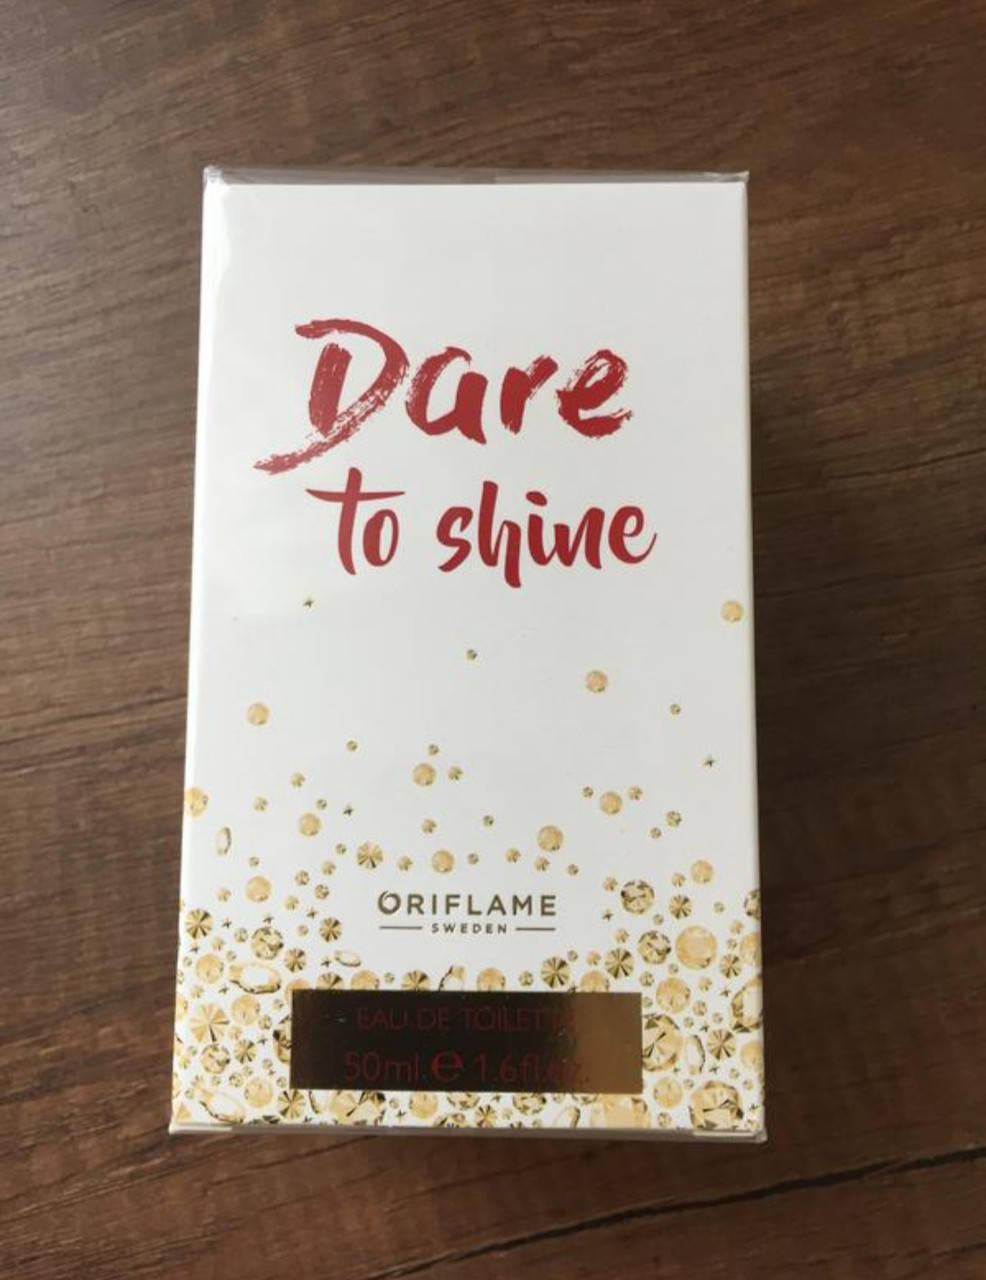 Dare
to shine
ORIFLAME
SWEDEN
EAU DE TOILETTE
50ml.℮ 1.6fl.oz.